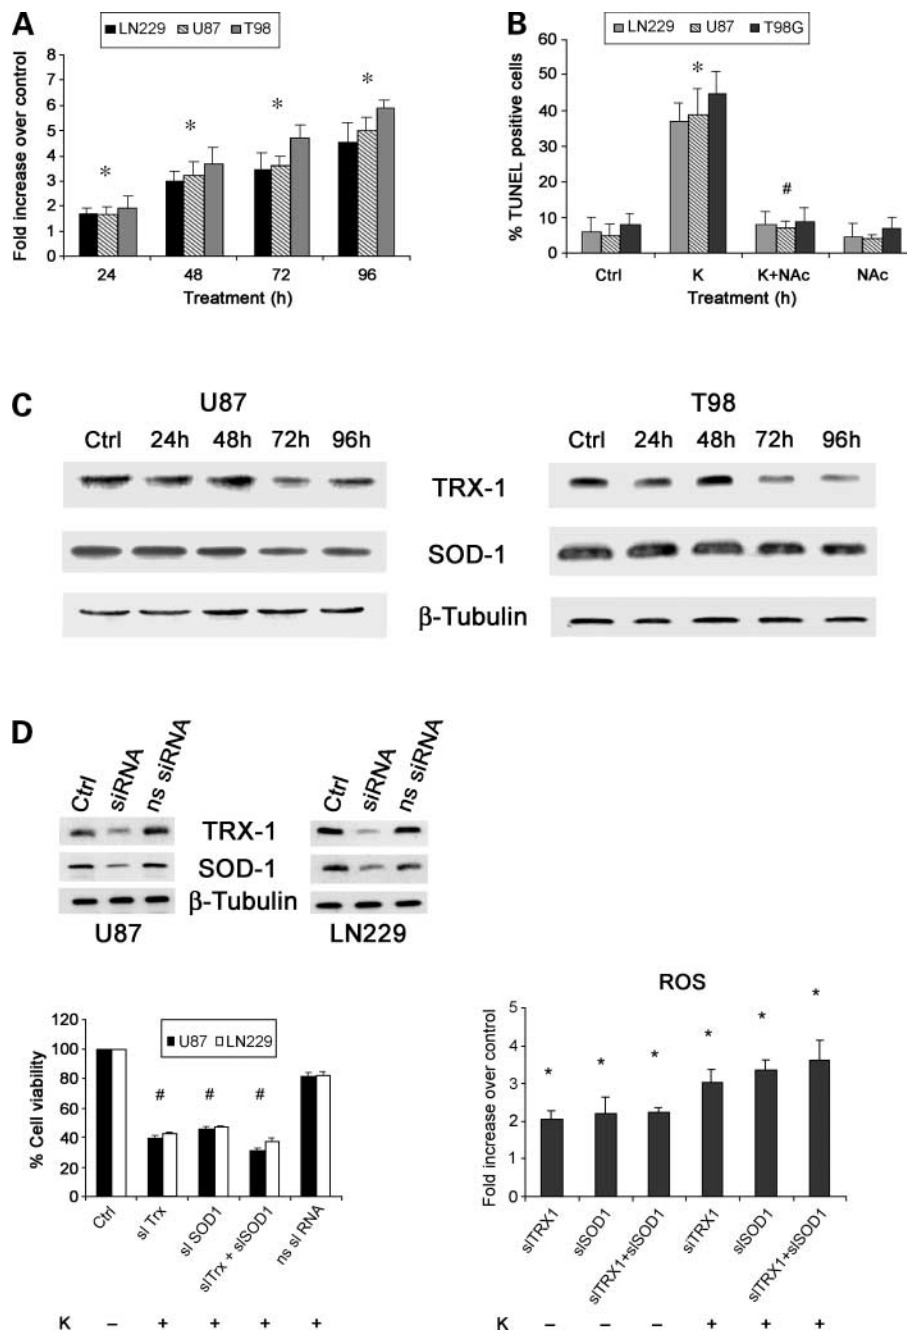 A
LN229 U87 T98
Fold increase over control
8
7
6
5
4
3
2
1
0
* * * *
24 48 72 96
Treatment (h)
B
LN229 U87 T98G
% TUNEL positive cells
60
50
40
30
20
10
0
* #
Ctrl K K+NAc NAc
Treatment (h)
C
U87
Ctrl 24h 48h 72h 96h
T98
Ctrl 24h 48h 72h 96h
TRX-1
SOD-1
β-Tubulin
D
Ctrl siRNA ns siRNA
Ctrl siRNA ns siRNA
TRX-1
SOD-1
β-Tubulin
U87 LN229
% Cell viability
120
100
80
60
40
20
0
U87 LN229
# # #
Ctrl
sI Trx
sI SOD1
sITrx + sISOD1
ns sI RNA
K – + + + +
ROS
Fold increase over control
5
4
3
2
1
0
* * * * * *
siTRX1
sISOD1
sITRX1+sISOD1
siTRX1
sISOD1
siTRX1+sISOD1
K – – – + + +